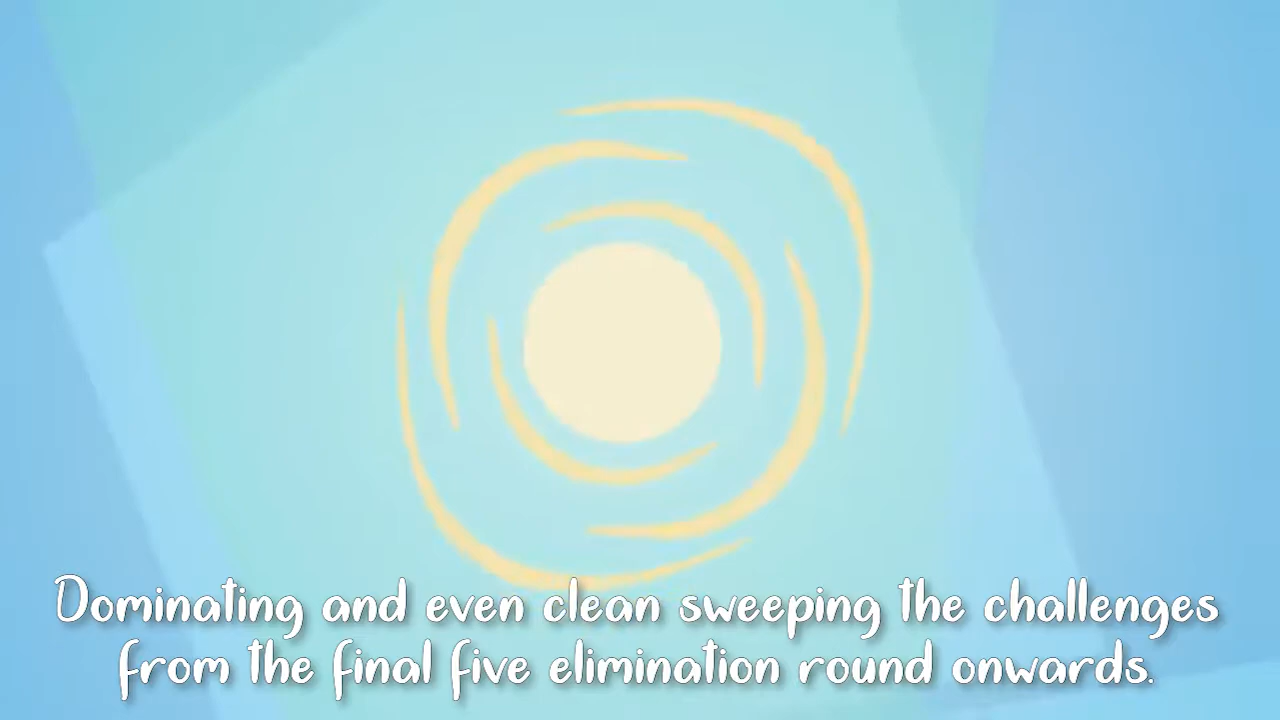 Dominating and even clean sweeping the challenges
from the final five elimination round onwards.